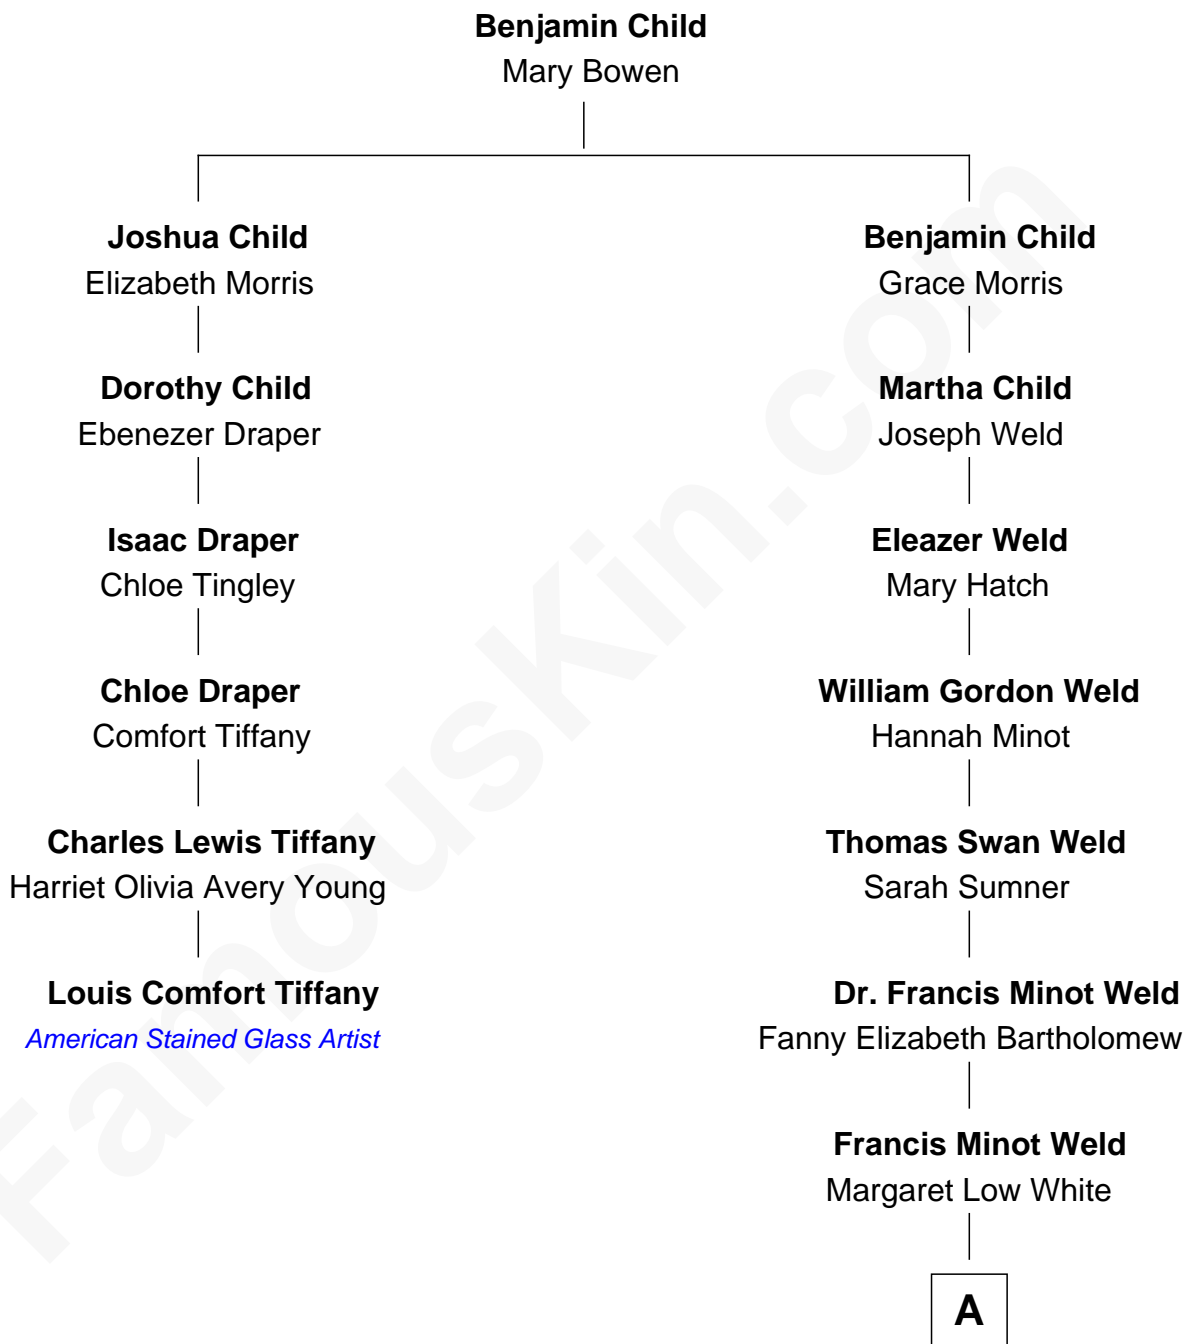 Benjamin Child
Mary Bowen
Joshua Child
Elizabeth Morris
Benjamin Child
Grace Morris
Dorothy Child
Ebenezer Draper
Martha Child
Joseph Weld
Isaac Draper
Chloe Tingley
Eleazer Weld
Mary Hatch
Chloe Draper
Comfort Tiffany
William Gordon Weld
Hannah Minot
Charles Lewis Tiffany
Harriet Olivia Avery Young
Thomas Swan Weld
Sarah Sumner
Louis Comfort Tiffany
American Stained Glass Artist
Dr. Francis Minot Weld
Fanny Elizabeth Bartholomew
Francis Minot Weld
Margaret Low White
A
FamousKin.com